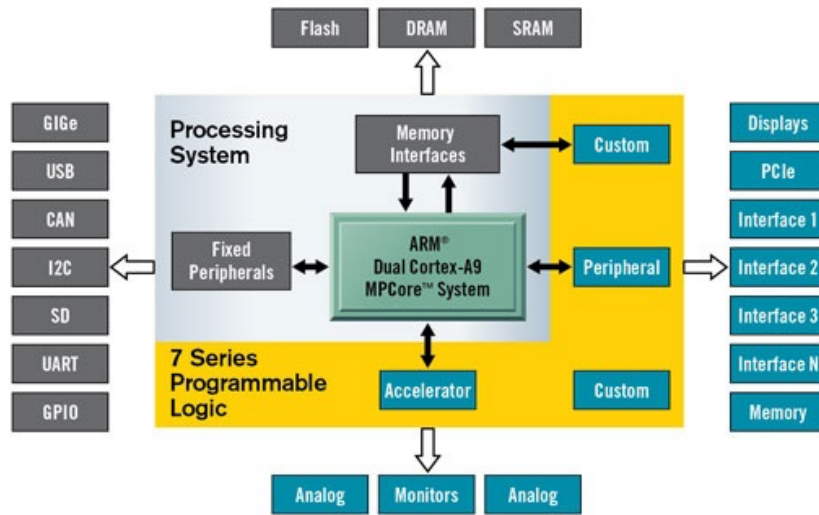 Flash
DRAM
SRAM
GIGe
USB
CAN
I2C
SD
UART
GPIO
Processing
System
Memory
Interfaces
Custom
Fixed
Peripherals
ARM®
Dual Cortex-A9
MPCore™ System
Peripheral
7 Series
Programmable
Logic
Accelerator
Custom
Displays
PCIe
Interface 1
Interface 2
Interface 3
Interface N
Memory
Analog
Monitors
Analog